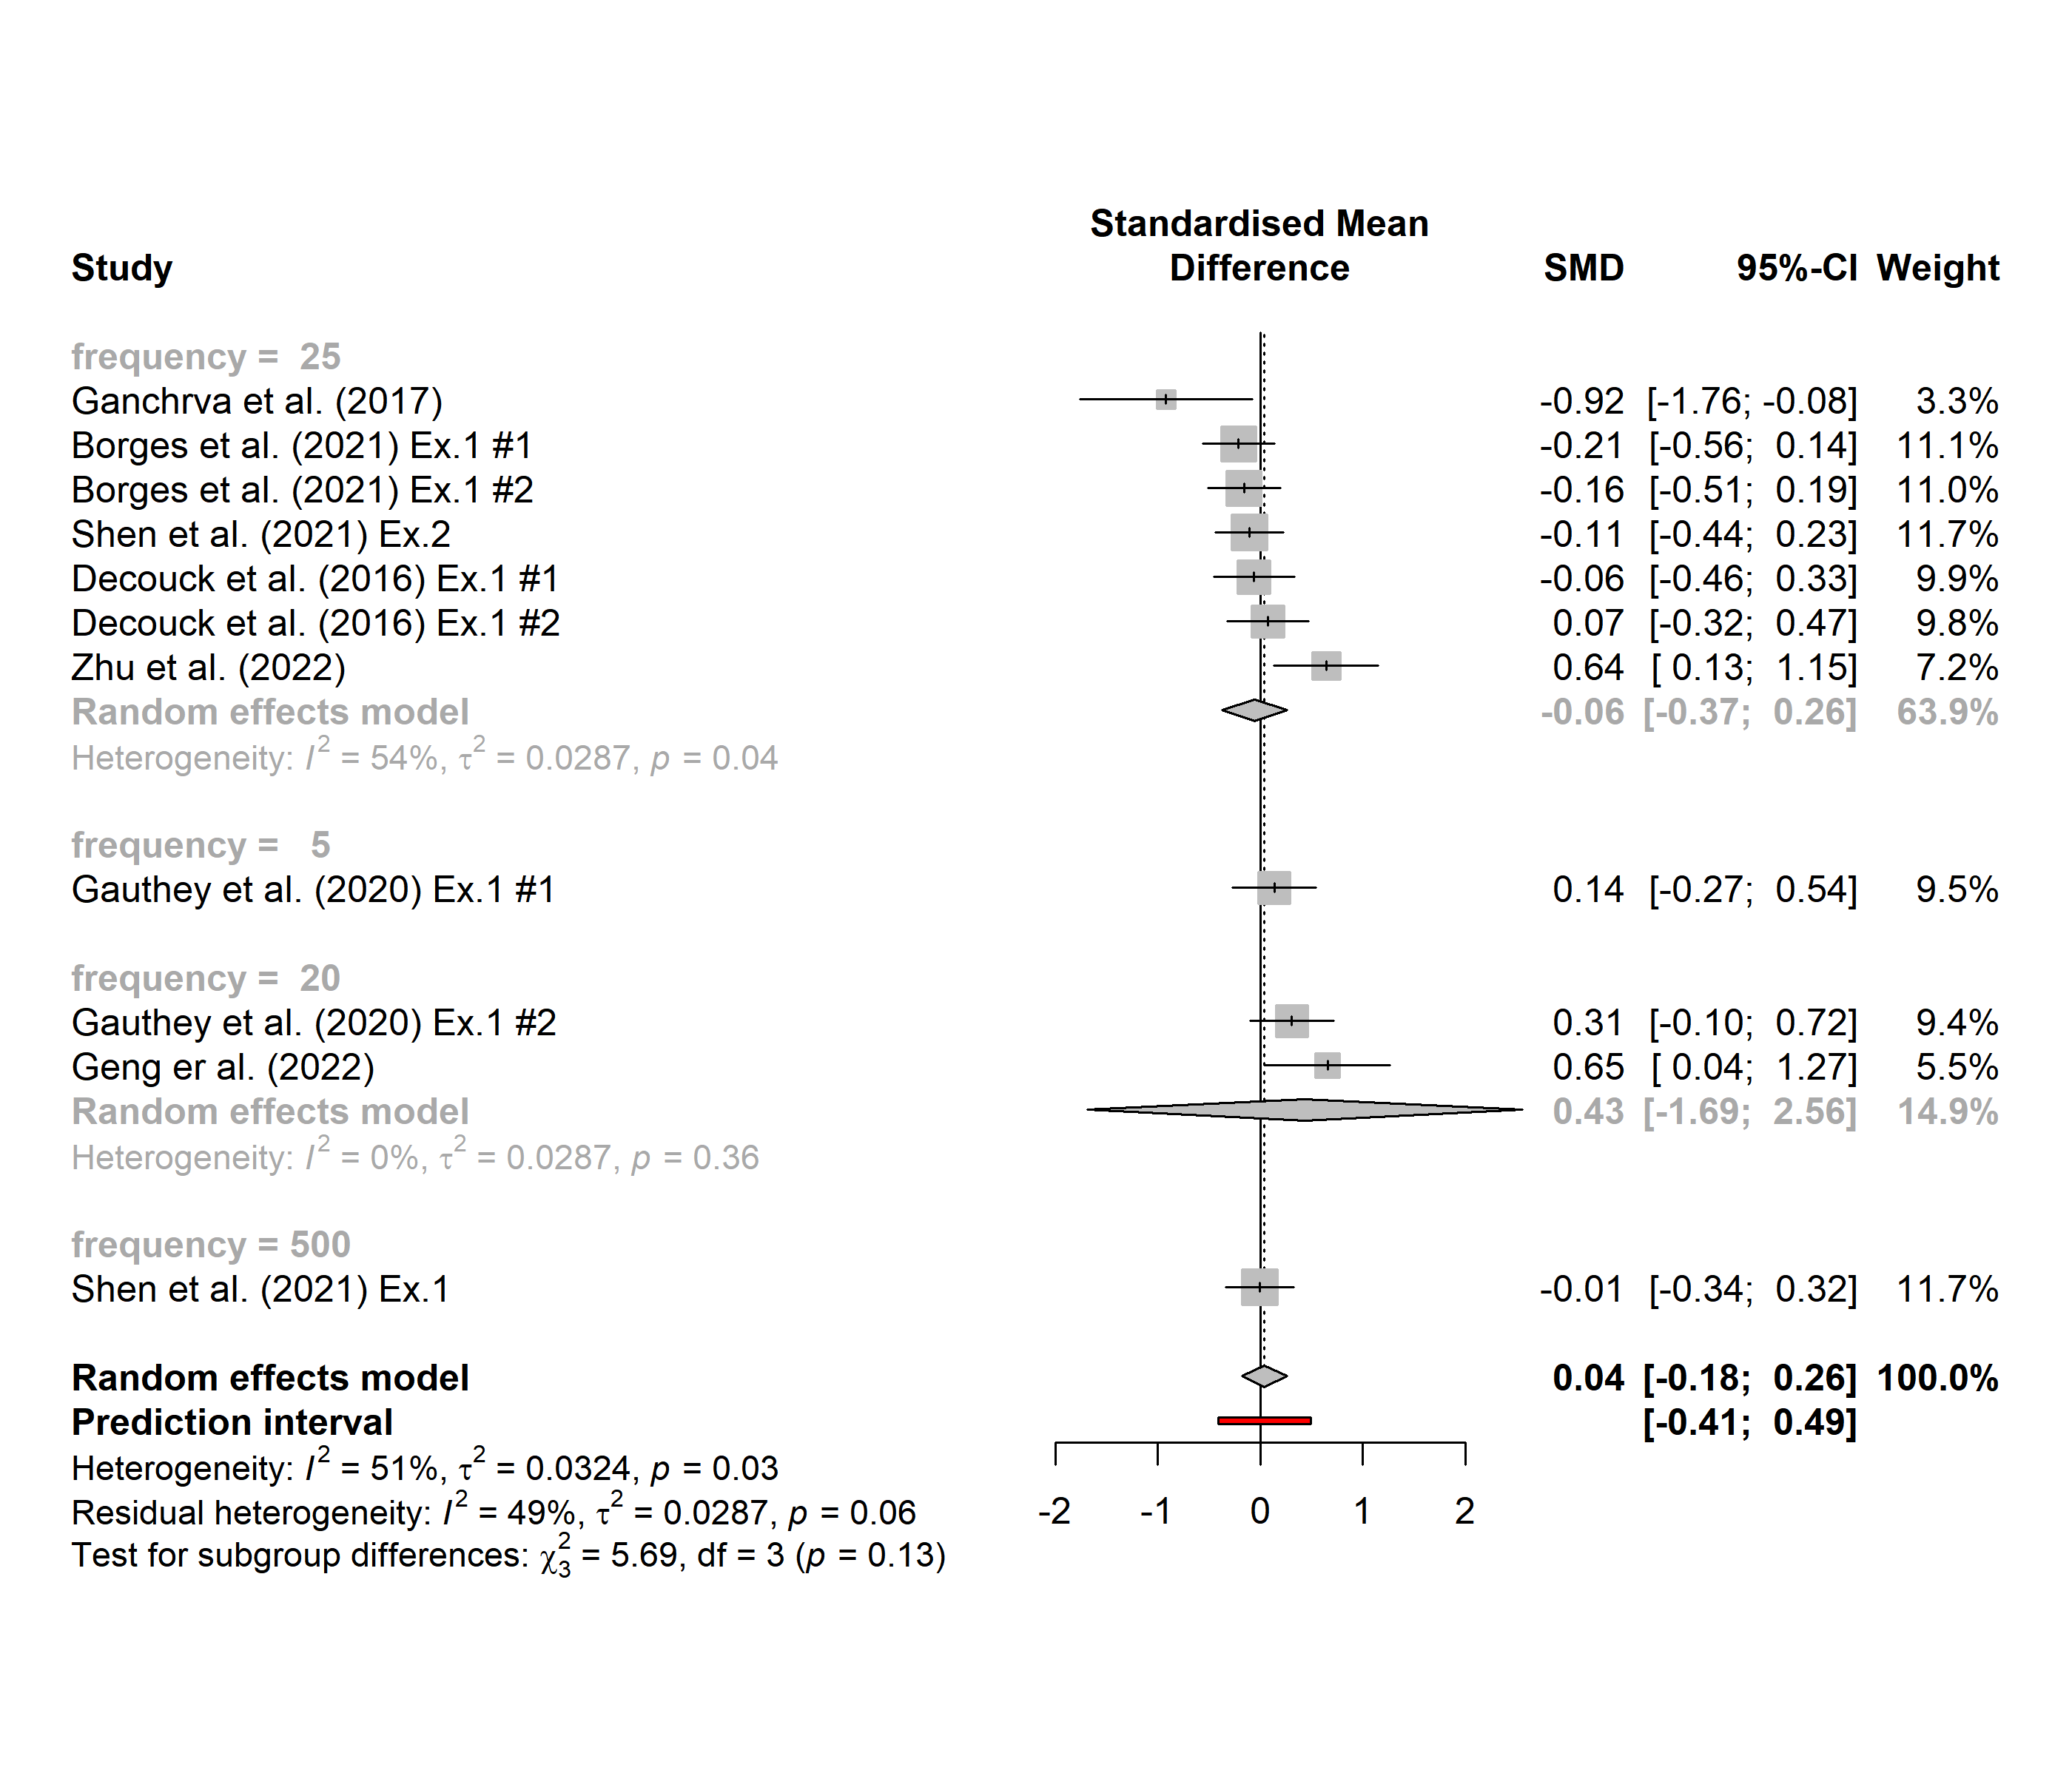 Standardised Mean
Study Difference SMD 95%-CI Weight
frequency = 25
Ganchrva et al. (2017) -0.92 [-1.76; -0.08] 3.3%
Borges et al. (2021) Ex.1 #1 -0.21 [-0.56; 0.14] 11.1%
Borges et al. (2021) Ex.1 #2 -0.16 [-0.51; 0.19] 11.0%
Shen et al. (2021) Ex.2 -0.11 [-0.44; 0.23] 11.7%
Decouck et al. (2016) Ex.1 #1 -0.06 [-0.46; 0.33] 9.9%
Decouck et al. (2016) Ex.1 #2 0.07 [-0.32; 0.47] 9.8%
Zhu et al. (2022) 0.64 [ 0.13; 1.15] 7.2%
Random effects model -0.06 [-0.37; 0.26] 63.9%
Heterogeneity: I² = 54%, τ² = 0.0287, p = 0.04
frequency = 5
Gauthey et al. (2020) Ex.1 #1 0.14 [-0.27; 0.54] 9.5%
frequency = 20
Gauthey et al. (2020) Ex.1 #2 0.31 [-0.10; 0.72] 9.4%
Geng er al. (2022) 0.65 [ 0.04; 1.27] 5.5%
Random effects model 0.43 [-1.69; 2.56] 14.9%
Heterogeneity: I² = 0%, τ² = 0.0287, p = 0.36
frequency = 500
Shen et al. (2021) Ex.1 -0.01 [-0.34; 0.32] 11.7%
Random effects model 0.04 [-0.18; 0.26] 100.0%
Prediction interval [-0.41; 0.49]
Heterogeneity: I² = 51%, τ² = 0.0324, p = 0.03
Residual heterogeneity: I² = 49%, τ² = 0.0287, p = 0.06
-2 -1 0 1 2
Test for subgroup differences: χ²₃ = 5.69, df = 3 (p = 0.13)